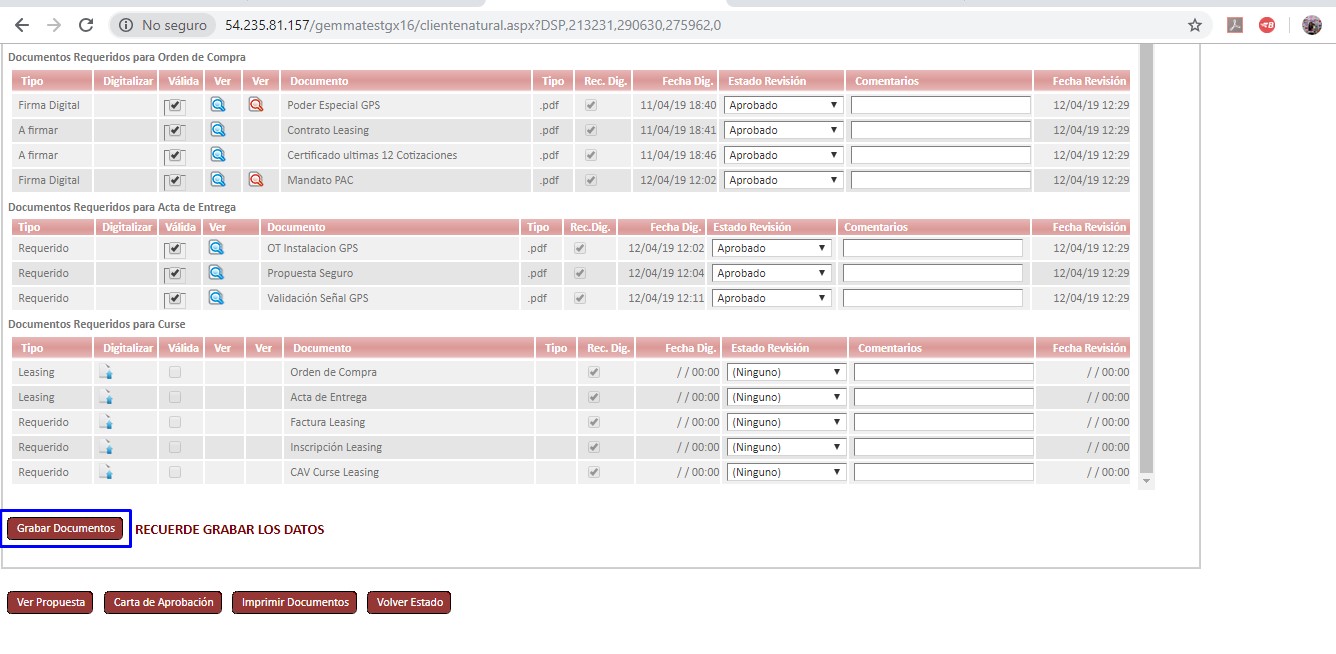 No seguro 54.235.81.157/gemmatestgx16/clientenatural.aspx?DSP,213231,290630,275962,0
Documentos Requeridos para Orden de Compra
Tipo Digitalizar Válida Ver Ver Documento Tipo Rec. Dig. Fecha Dig. Estado Revisión Comentarios Fecha Revisión
Firma Digital Poder Especial GPS .pdf 11/04/19 18:40 Aprobado 12/04/19 12:29
A firmar Contrato Leasing .pdf 11/04/19 18:41 Aprobado 12/04/19 12:29
A firmar Certificado ultimas 12 Cotizaciones .pdf 11/04/19 18:46 Aprobado 12/04/19 12:29
Firma Digital Mandato PAC .pdf 12/04/19 12:02 Aprobado 12/04/19 12:29
Documentos Requeridos para Acta de Entrega
Tipo Digitalizar Válida Ver Documento Tipo Rec.Dig. Fecha Dig. Estado Revisión Comentarios Fecha Revisión
Requerido OT Instalacion GPS .pdf 12/04/19 12:02 Aprobado 12/04/19 12:29
Requerido Propuesta Seguro .pdf 12/04/19 12:04 Aprobado 12/04/19 12:29
Requerido Validación Señal GPS .pdf 12/04/19 12:11 Aprobado 12/04/19 12:29
Documentos Requeridos para Curse
Tipo Digitalizar Válida Ver Ver Documento Tipo Rec. Dig. Fecha Dig. Estado Revisión Comentarios Fecha Revisión
Leasing Orden de Compra / / 00:00 (Ninguno) / / 00:00
Leasing Acta de Entrega / / 00:00 (Ninguno) / / 00:00
Requerido Factura Leasing / / 00:00 (Ninguno) / / 00:00
Requerido Inscripción Leasing / / 00:00 (Ninguno) / / 00:00
Requerido CAV Curse Leasing / / 00:00 (Ninguno) / / 00:00
Grabar Documentos RECUERDE GRABAR LOS DATOS
Ver Propuesta Carta de Aprobación Imprimir Documentos Volver Estado